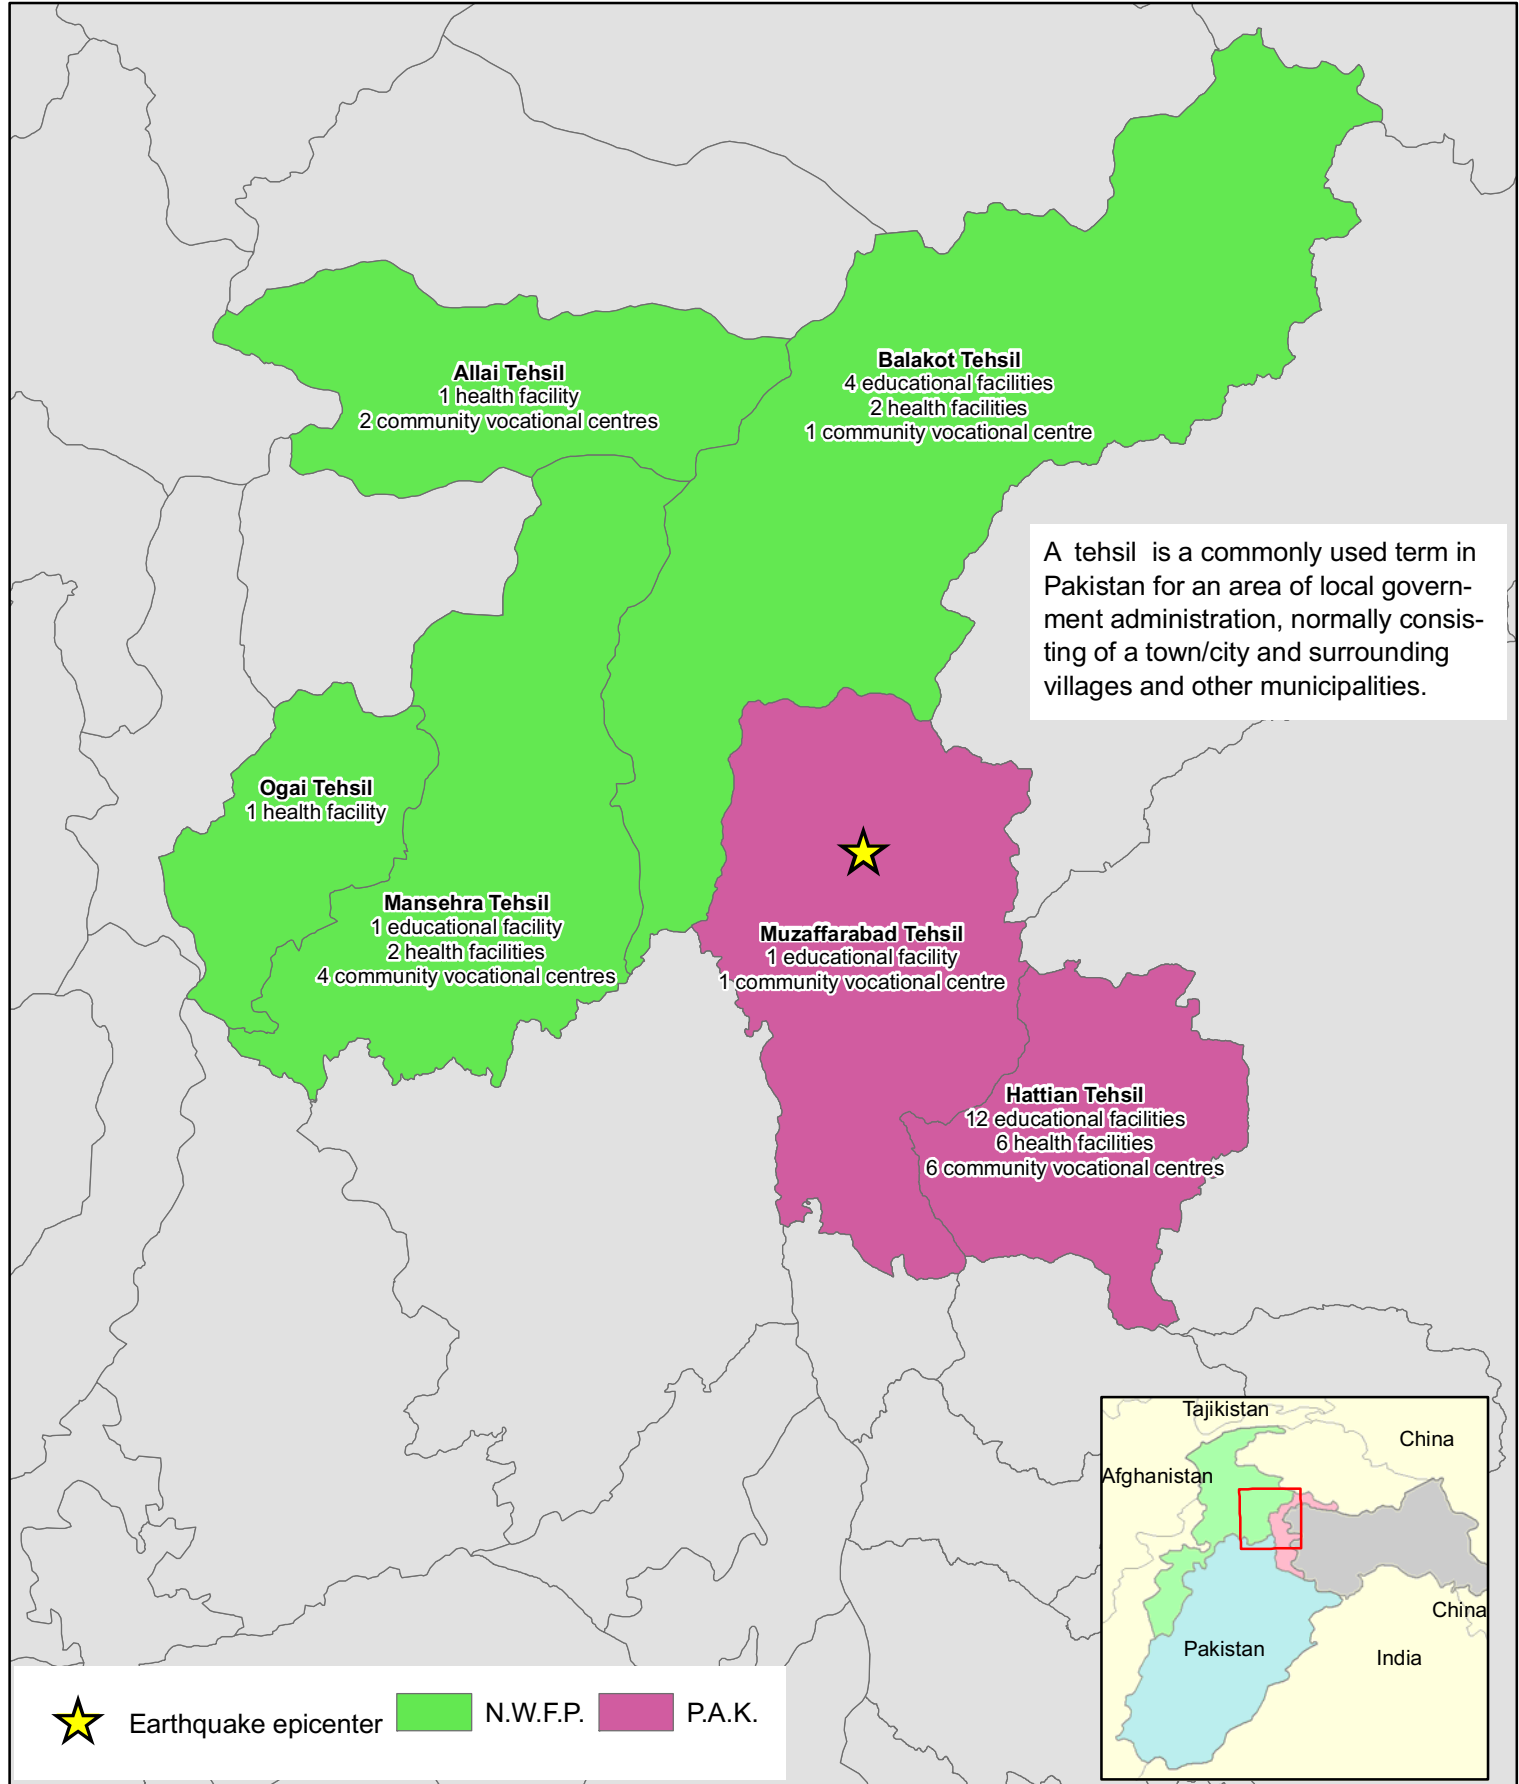 Allai Tehsil
1 health facility
2 community vocational centres
Balakot Tehsil
4 educational facilities
2 health facilities
1 community vocational centre
A tehsil is a commonly used term in
Pakistan for an area of local govern-
ment administration, normally consis-
ting of a town/city and surrounding
villages and other municipalities.
Ogai Tehsil
1 health facility
Mansehra Tehsil
1 educational facility
2 health facilities
4 community vocational centres
Muzaffarabad Tehsil
1 educational facility
1 community vocational centre
Hattian Tehsil
12 educational facilities
6 health facilities
6 community vocational centres
Tajikistan
China
Afghanistan
China
Pakistan
India
Earthquake epicenter
N.W.F.P.
P.A.K.